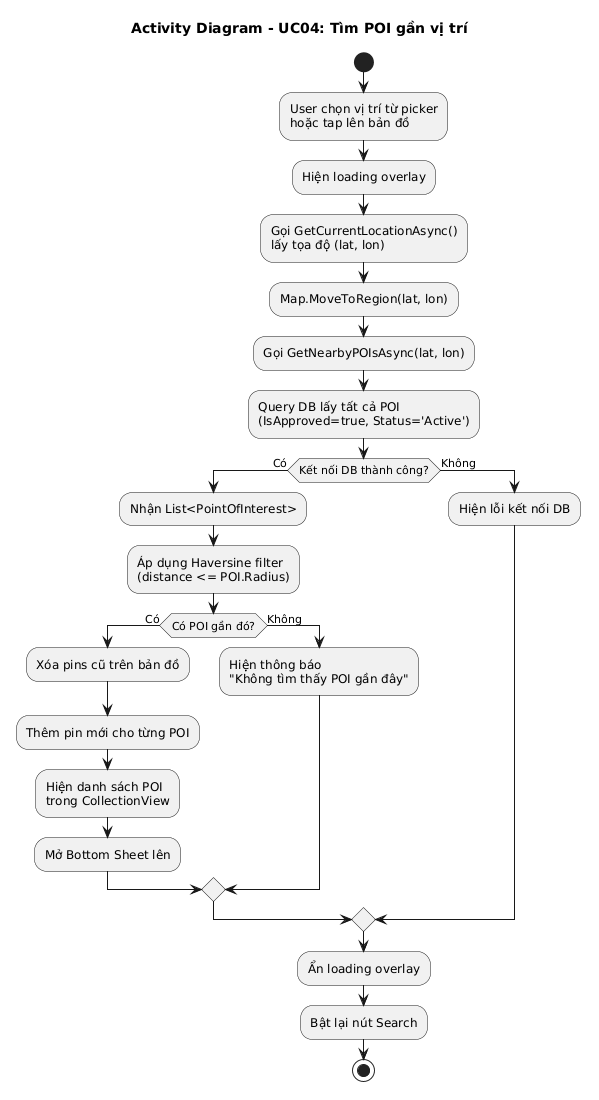 Activity Diagram - UC04: Tìm POI gần vị trí
User chọn vị trí từ picker
hoặc tap lên bản đồ
Hiện loading overlay
Gọi GetCurrentLocationAsync()
lấy tọa độ (lat, lon)
Map.MoveToRegion(lat, lon)
Gọi GetNearbyPOIsAsync(lat, lon)
Query DB lấy tất cả POI
(IsApproved=true, Status='Active')
Có
Kết nối DB thành công?
Không
Nhận List<PointOfInterest>
Hiện lỗi kết nối DB
Áp dụng Haversine filter
(distance <= POI.Radius)
Có
Có POI gần đó?
Không
Xóa pins cũ trên bản đồ
Hiện thông báo
"Không tìm thấy POI gần đây"
Thêm pin mới cho từng POI
Hiện danh sách POI
trong CollectionView
Mở Bottom Sheet lên
Ẩn loading overlay
Bật lại nút Search